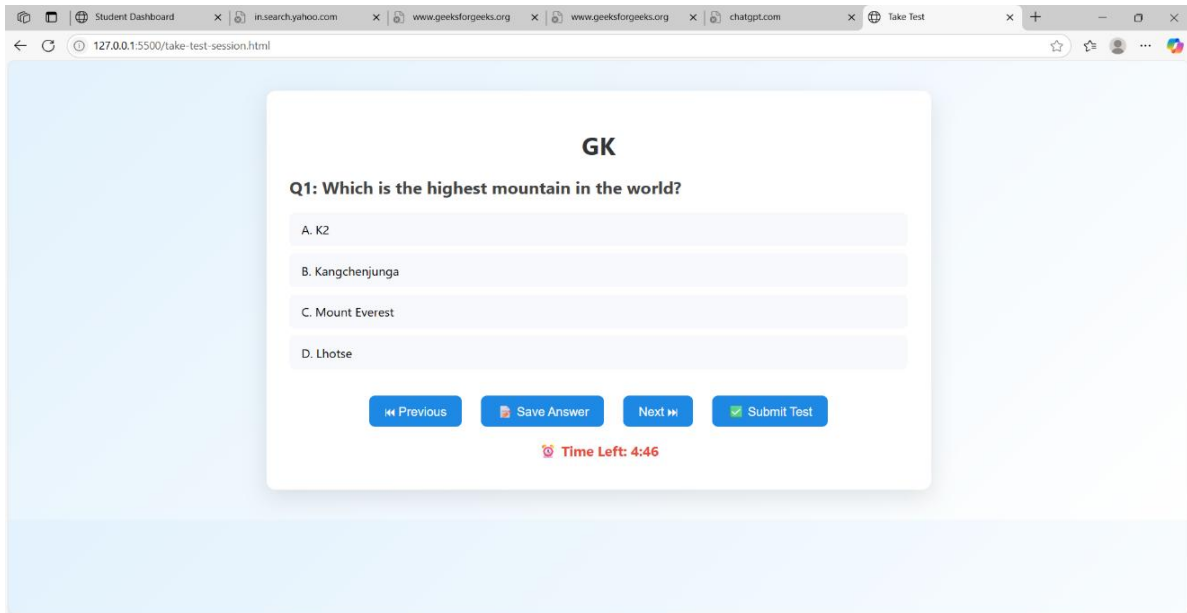 Student Dashboard in.search.yahoo.com www.geeksforgeeks.org www.geeksforgeeks.org chatgpt.com Take Test
127.0.0.1:5500/take-test-session.html
GK
Q1: Which is the highest mountain in the world?
A. K2
B. Kangchenjunga
C. Mount Everest
D. Lhotse
⏮ Previous 📝 Save Answer Next ⏭ ✅ Submit Test
⏰ Time Left: 4:46